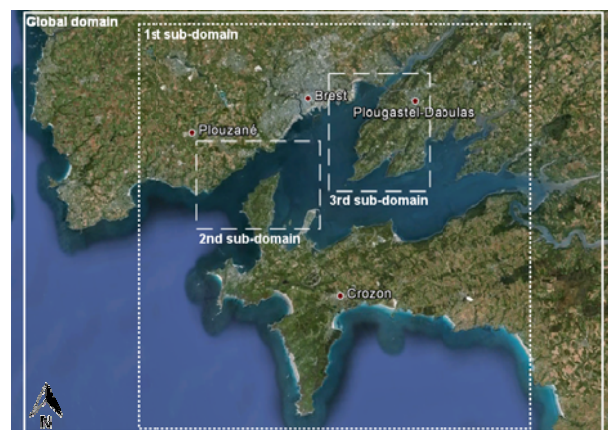 Global domain
1st sub-domain
Brest
Plougastel-Daoulas
Plouzané
3rd sub-domain
2nd sub-domain
Crozon
N